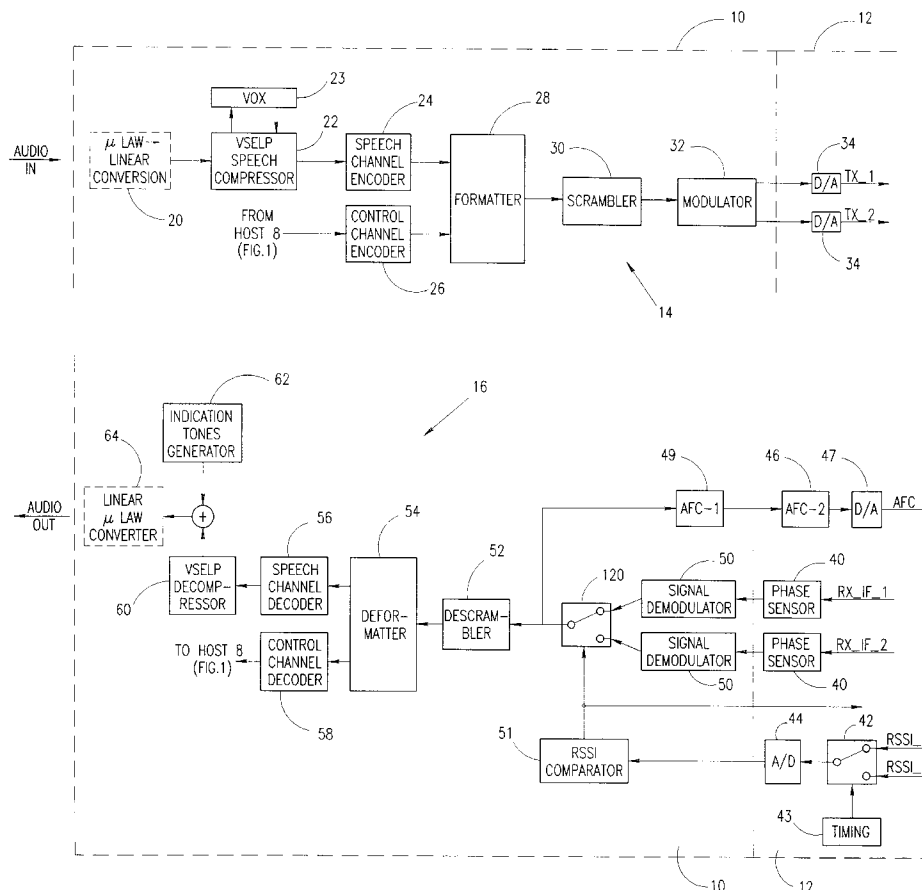 10
12
23
VOX
22
24
28
μ LAW-
LINEAR
CONVERSION
VSELP
SPEECH
COMPRESSOR
SPEECH
CHANNEL
ENCODER
30
32
34
AUDIO
IN
D/A
TX_1
20
FORMATTER
SCRAMBLER
MODULATOR
FROM
HOST 8
(FIG.1)
CONTROL
CHANNEL
ENCODER
D/A
TX_2
26
34
14
62
16
INDICATION
TONES
GENERATOR
64
49
46
47
AUDIO
OUT
LINEAR
μ LAW
CONVERTER
+
AFC-1
AFC-2
D/A
AFC
56
54
52
120
50
40
60
VSELP
DECOMP-
RESSOR
SPEECH
CHANNEL
DECODER
DEFOR-
MATTER
DESCRAM-
BLER
SIGNAL
DEMODULATOR
PHASE
SENSOR
RX_IF_1
TO HOST 8
(FIG.1)
CONTROL
CHANNEL
DECODER
SIGNAL
DEMODULATOR
PHASE
SENSOR
RX_IF_2
50
40
58
51
44
42
RSSI
COMPARATOR
A/D
RSSI_
RSSI_
43
TIMING
10
12